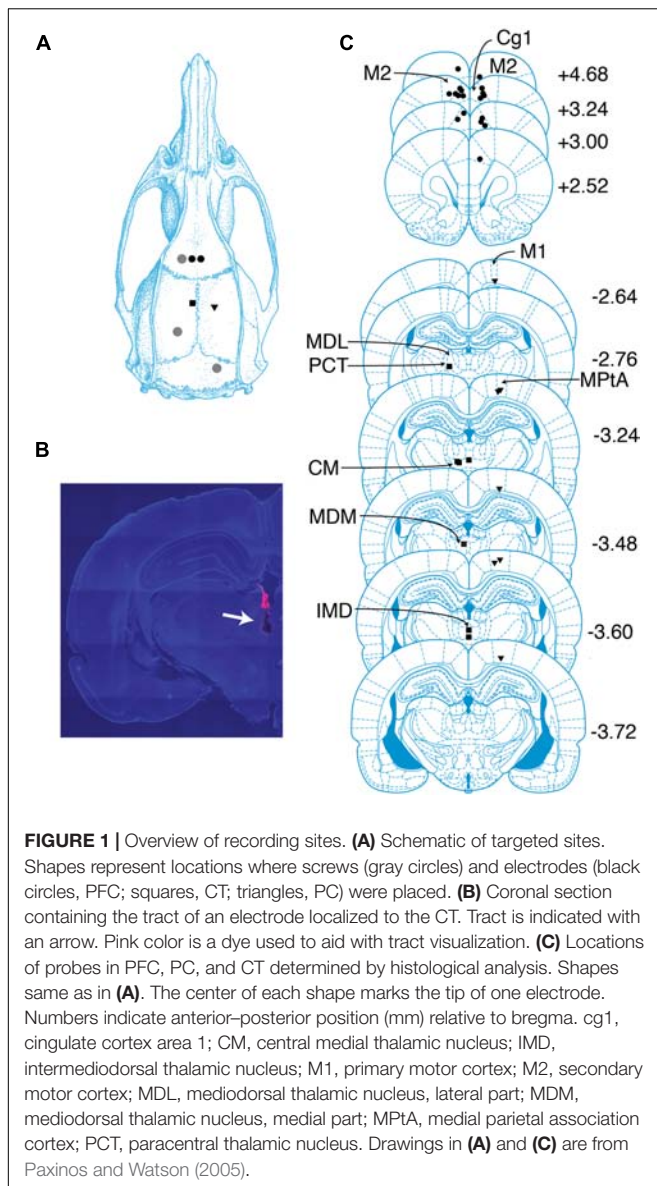 A
C
Cg1
M2
M2
+4.68
+3.24
+3.00
+2.52
M1
-2.64
MDL
-2.76
PCT
MPtA
-3.24
B
CM
MDM
-3.48
IMD
-3.60
-3.72
FIGURE 1 | Overview of recording sites. (A) Schematic of targeted sites.
Shapes represent locations where screws (gray circles) and electrodes (black
circles, PFC; squares, CT; triangles, PC) were placed. (B) Coronal section
containing the tract of an electrode localized to the CT. Tract is indicated with
an arrow. Pink color is a dye used to aid with tract visualization. (C) Locations
of probes in PFC, PC, and CT determined by histological analysis. Shapes
same as in (A). The center of each shape marks the tip of one electrode.
Numbers indicate anterior–posterior position (mm) relative to bregma. cg1,
cingulate cortex area 1; CM, central medial thalamic nucleus; IMD,
intermediodorsal thalamic nucleus; M1, primary motor cortex; M2, secondary
motor cortex; MDL, mediodorsal thalamic nucleus, lateral part; MDM,
mediodorsal thalamic nucleus, medial part; MPtA, medial parietal association
cortex; PCT, paracentral thalamic nucleus. Drawings in (A) and (C) are from
Paxinos and Watson (2005).